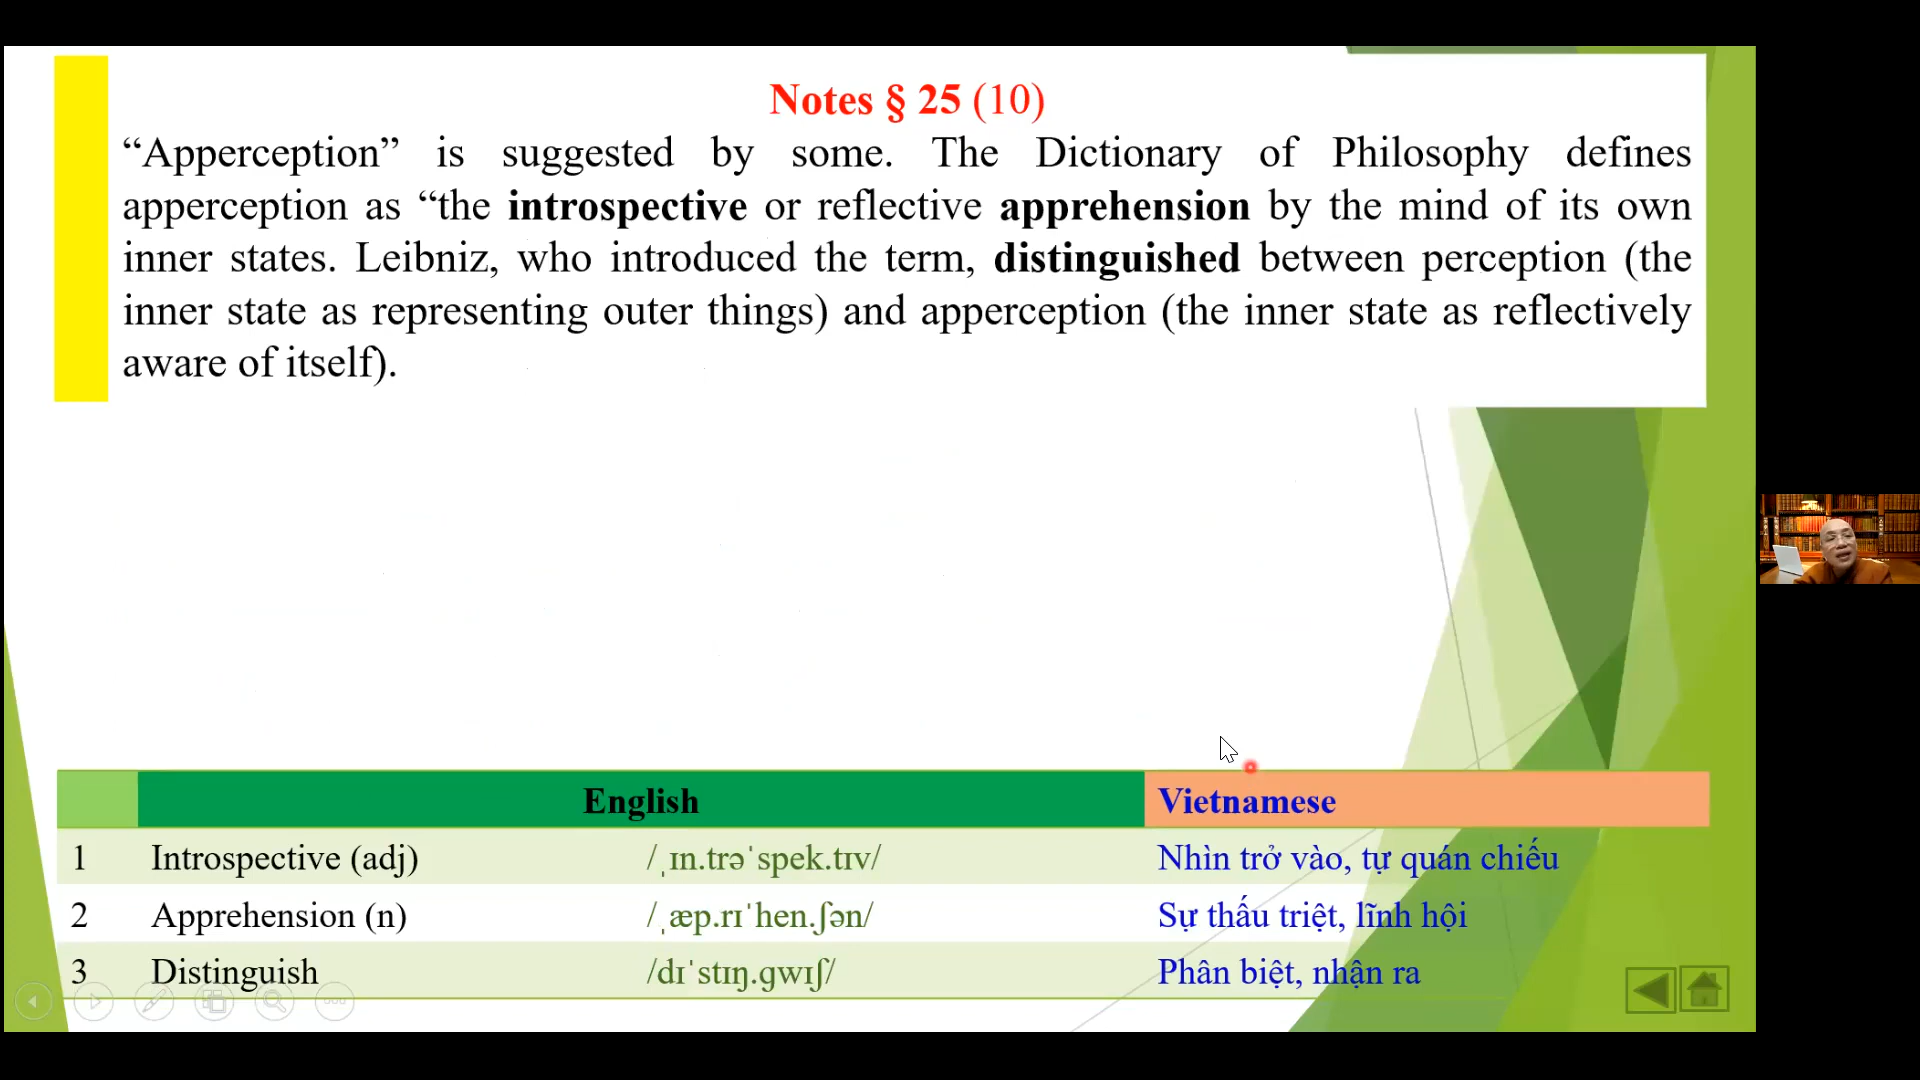 Notes § 25 (10)
“Apperception” is suggested by some. The Dictionary of Philosophy defines
apperception as “the introspective or reflective apprehension by the mind of its own
inner states. Leibniz, who introduced the term, distinguished between perception (the
inner state as representing outer things) and apperception (the inner state as reflectively
aware of itself).
English Vietnamese
1 Introspective (adj) /ˌɪn.trəˈspek.tɪv/ Nhìn trở vào, tự quán chiếu
2 Apprehension (n) /ˌæp.rɪˈhen.ʃən/ Sự thấu triệt, lĩnh hội
3 Distinguish /dɪˈstɪŋ.ɡwɪʃ/ Phân biệt, nhận ra